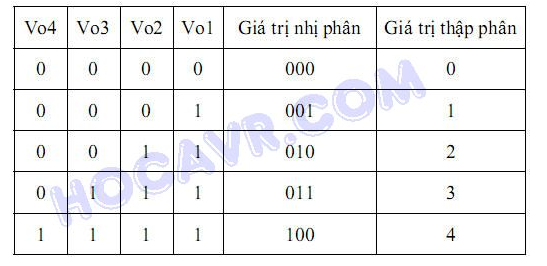 Vo4 Vo3 Vo2 Vo1 Giá trị nhị phân Giá trị thập phân
0 0 0 0 000 0
0 0 0 1 001 1
0 0 1 1 010 2
0 1 1 1 011 3
1 1 1 1 100 4
HOCAVR.COM